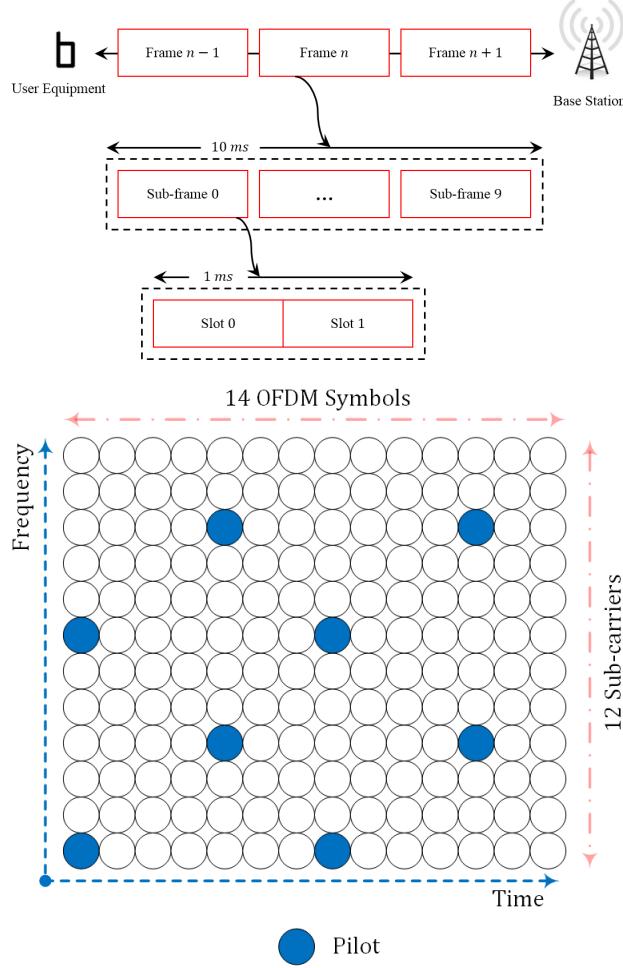 Frame n − 1
Frame n
Frame n + 1
User Equipment
Base Station
10 ms
Sub-frame 0
...
Sub-frame 9
1 ms
Slot 0
Slot 1
14 OFDM Symbols
Frequency
12 Sub-carriers
Time
Pilot